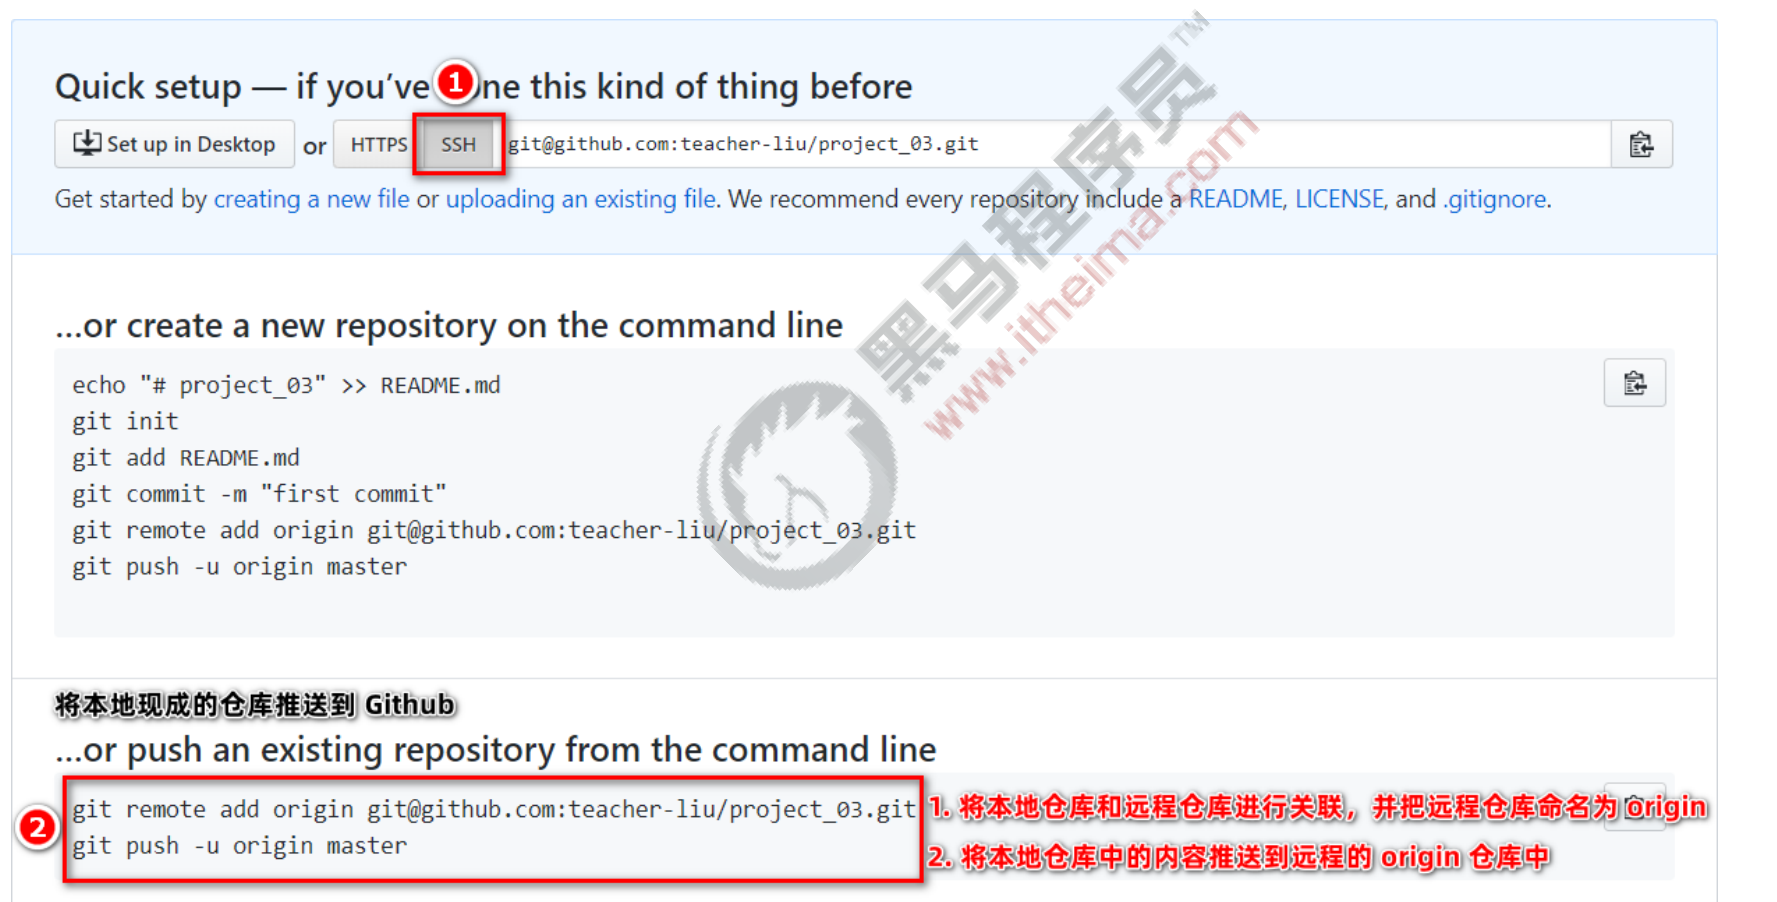 Quick setup — if you've ne this kind of thing before
1
Set up in Desktop or HTTPS SSH git@github.com:teacher-liu/project_03.git
Get started by creating a new file or uploading an existing file. We recommend every repository include a README, LICENSE, and .gitignore.
黑马程序员TM
www.itheima.com
...or create a new repository on the command line
echo "# project_03" >> README.md
git init
git add README.md
git commit -m "first commit"
git remote add origin git@github.com:teacher-liu/project_03.git
git push -u origin master
将本地现成的仓库推送到 Github
...or push an existing repository from the command line
2
git remote add origin git@github.com:teacher-liu/project_03.git
1. 将本地仓库和远程仓库进行关联，并把远程仓库命名为 origin
git push -u origin master
2. 将本地仓库中的内容推送到远程的 origin 仓库中